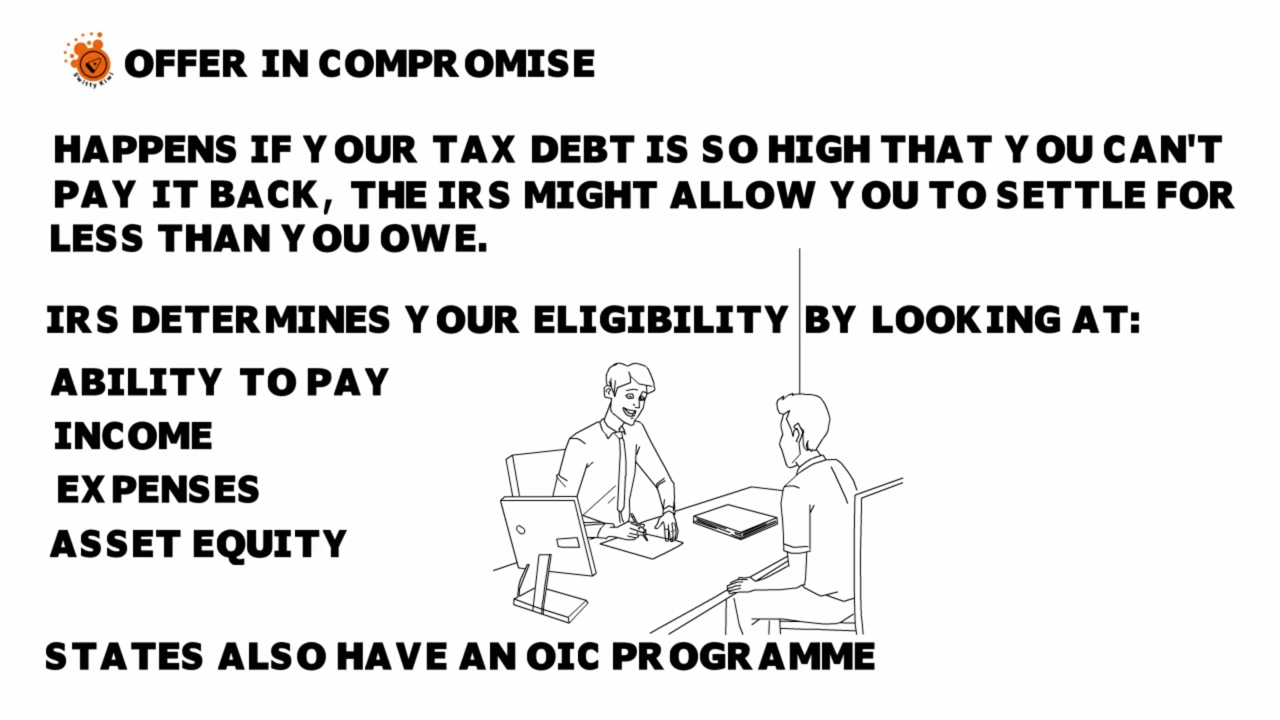 Switty Kiwi
OFFER IN COMPROMISE
HAPPENS IF YOUR TAX DEBT IS SO HIGH THAT YOU CAN'T
PAY IT BACK, THE IRS MIGHT ALLOW YOU TO SETTLE FOR
LESS THAN YOU OWE.
IRS DETERMINES YOUR ELIGIBILITY BY LOOKING AT:
ABILITY TO PAY
INCOME
EXPENSES
ASSET EQUITY
STATES ALSO HAVE AN OIC PROGRAMME